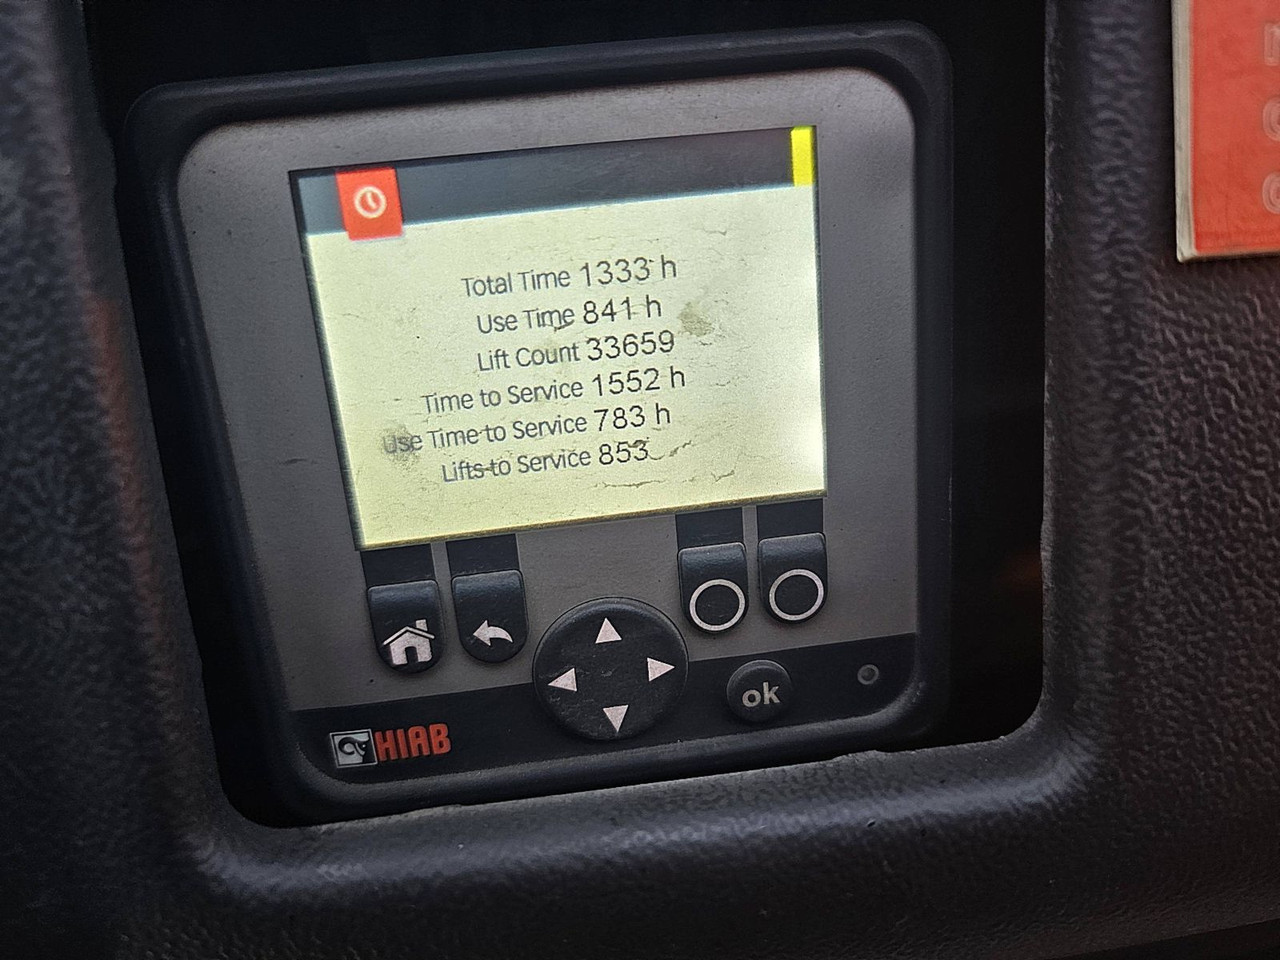 Total Time 1333 h
Use Time 841 h
Lift Count 33659
Time to Service 1552 h
Use Time to Service 783 h
Lifts to Service 853
ok
HIAB